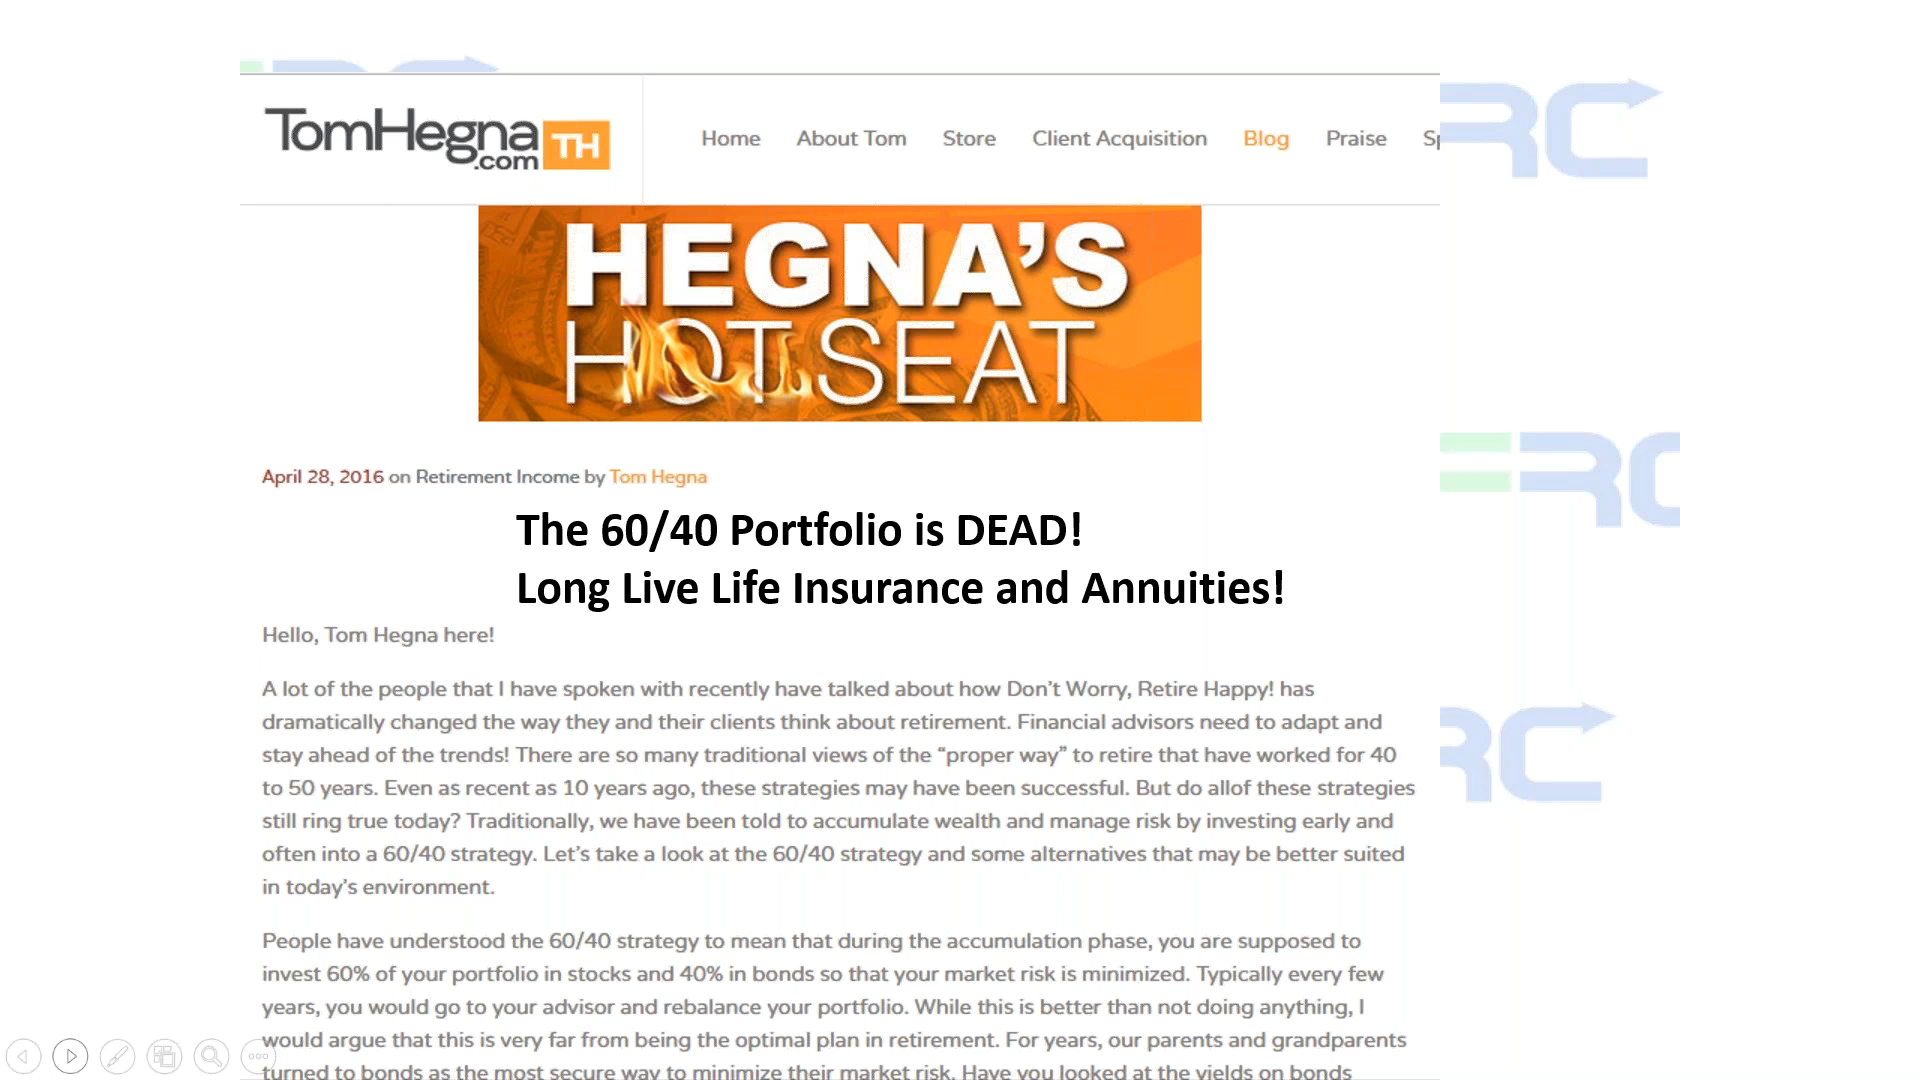 TomHegna
.com TH
Home About Tom Store Client Acquisition Blog Praise
RC
HEGNA'S
HOT SEAT
April 28, 2016 on Retirement Income by Tom Hegna
ERC
The 60/40 Portfolio is DEAD!
Long Live Life Insurance and Annuities!
Hello, Tom Hegna here!
A lot of the people that I have spoken with recently have talked about how Don't Worry, Retire Happy! has
dramatically changed the way they and their clients think about retirement. Financial advisors need to adapt and
stay ahead of the trends! There are so many traditional views of the “proper way” to retire that have worked for 40
RC
to 50 years. Even as recent as 10 years ago, these strategies may have been successful. But do allof these strategies
still ring true today? Traditionally, we have been told to accumulate wealth and manage risk by investing early and
often into a 60/40 strategy. Let's take a look at the 60/40 strategy and some alternatives that may be better suited
in today's environment.
People have understood the 60/40 strategy to mean that during the accumulation phase, you are supposed to
invest 60% of your portfolio in stocks and 40% in bonds so that your market risk is minimized. Typically every few
years, you would go to your advisor and rebalance your portfolio. While this is better than not doing anything, I
would argue that this is very far from being the optimal plan in retirement. For years, our parents and grandparents
turned to bonds as the most secure way to minimize their market risk. Have you looked at the yields on bonds